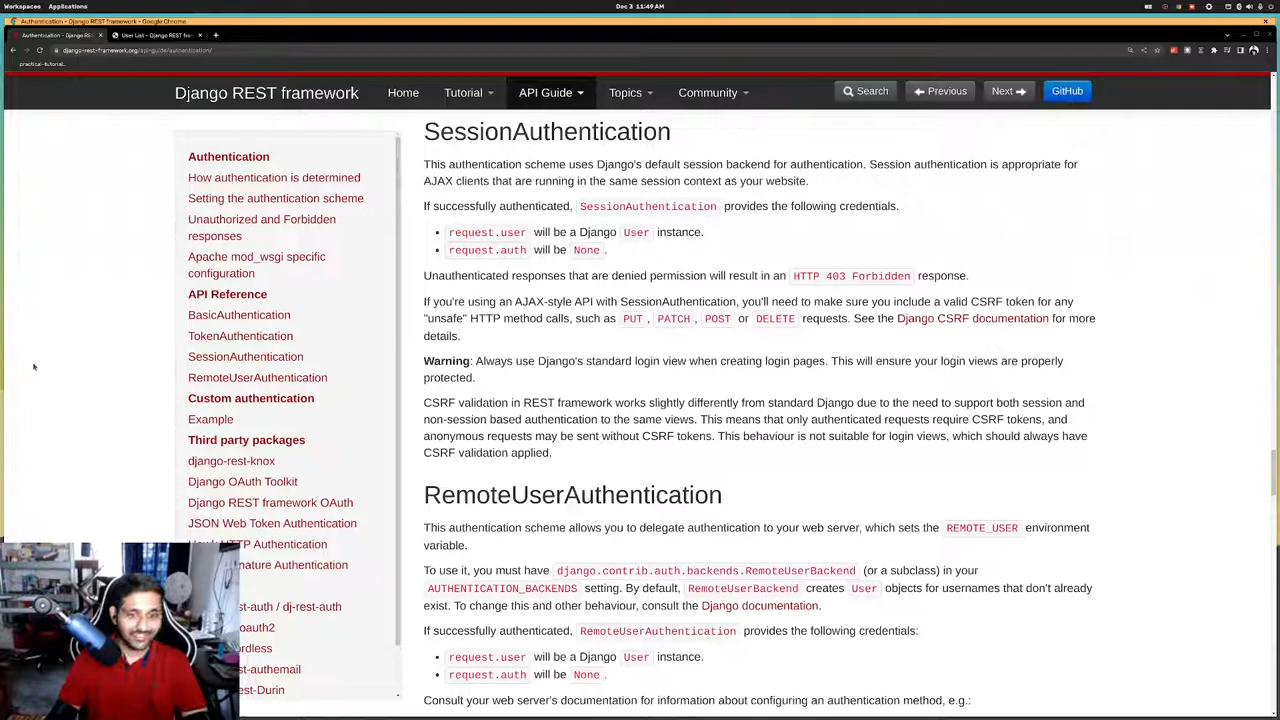 Workspaces Applications Dec 3 11:49 AM
Authentication - Django REST framework - Google Chrome
Authentication - Django RES × User List - Django REST fram × +
django-rest-framework.org/api-guide/authentication/
practical-tutorial...
Django REST framework Home Tutorial API Guide Topics Community Search Previous Next GitHub
Authentication
How authentication is determined
Setting the authentication scheme
Unauthorized and Forbidden
responses
Apache mod_wsgi specific
configuration
API Reference
BasicAuthentication
TokenAuthentication
SessionAuthentication
RemoteUserAuthentication
Custom authentication
Example
Third party packages
django-rest-knox
Django OAuth Toolkit
Django REST framework OAuth
JSON Web Token Authentication
HTTP Authentication
nature Authentication
st-auth / dj-rest-auth
oauth2
rdless
est-authemail
est-Durin
SessionAuthentication
This authentication scheme uses Django's default session backend for authentication. Session authentication is appropriate for
AJAX clients that are running in the same session context as your website.
If successfully authenticated, SessionAuthentication provides the following credentials.
• request.user will be a Django User instance.
• request.auth will be None.
Unauthenticated responses that are denied permission will result in an HTTP 403 Forbidden response.
If you're using an AJAX-style API with SessionAuthentication, you'll need to make sure you include a valid CSRF token for any
"unsafe" HTTP method calls, such as PUT, PATCH, POST or DELETE requests. See the Django CSRF documentation for more
details.
Warning: Always use Django's standard login view when creating login pages. This will ensure your login views are properly
protected.
CSRF validation in REST framework works slightly differently from standard Django due to the need to support both session and
non-session based authentication to the same views. This means that only authenticated requests require CSRF tokens, and
anonymous requests may be sent without CSRF tokens. This behaviour is not suitable for login views, which should always have
CSRF validation applied.
RemoteUserAuthentication
This authentication scheme allows you to delegate authentication to your web server, which sets the REMOTE_USER environment
variable.
To use it, you must have django.contrib.auth.backends.RemoteUserBackend (or a subclass) in your
AUTHENTICATION_BACKENDS setting. By default, RemoteUserBackend creates User objects for usernames that don't already
exist. To change this and other behaviour, consult the Django documentation.
If successfully authenticated, RemoteUserAuthentication provides the following credentials:
• request.user will be a Django User instance.
• request.auth will be None.
Consult your web server's documentation for information about configuring an authentication method, e.g.: